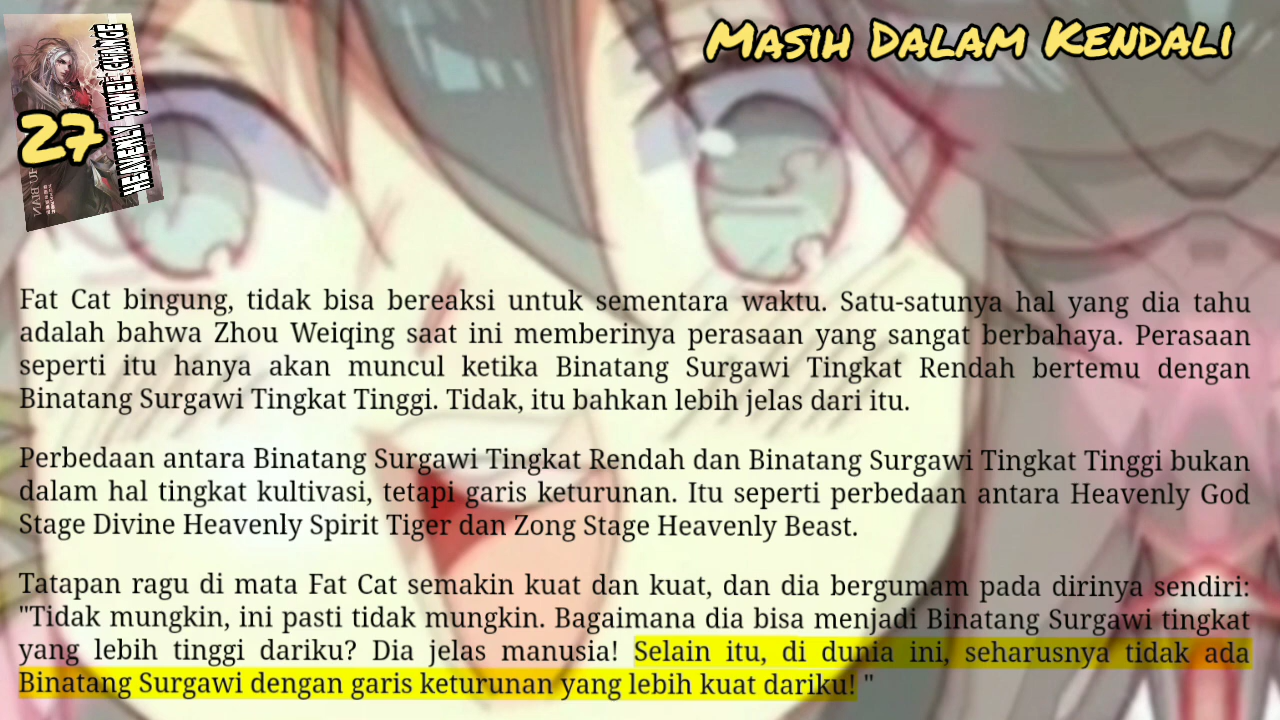 Masih Dalam Kendali
27
HEAVENLY JEWEL CHANGE
Fat Cat bingung, tidak bisa bereaksi untuk sementara waktu. Satu-satunya hal yang dia tahu
adalah bahwa Zhou Weiqing saat ini memberinya perasaan yang sangat berbahaya. Perasaan
seperti itu hanya akan muncul ketika Binatang Surgawi Tingkat Rendah bertemu dengan
Binatang Surgawi Tingkat Tinggi. Tidak, itu bahkan lebih jelas dari itu.
Perbedaan antara Binatang Surgawi Tingkat Rendah dan Binatang Surgawi Tingkat Tinggi bukan
dalam hal tingkat kultivasi, tetapi garis keturunan. Itu seperti perbedaan antara Heavenly God
Stage Divine Heavenly Spirit Tiger dan Zong Stage Heavenly Beast.
Tatapan ragu di mata Fat Cat semakin kuat dan kuat, dan dia bergumam pada dirinya sendiri:
"Tidak mungkin, ini pasti tidak mungkin. Bagaimana dia bisa menjadi Binatang Surgawi tingkat
yang lebih tinggi dariku? Dia jelas manusia! Selain itu, di dunia ini, seharusnya tidak ada
Binatang Surgawi dengan garis keturunan yang lebih kuat dariku! "